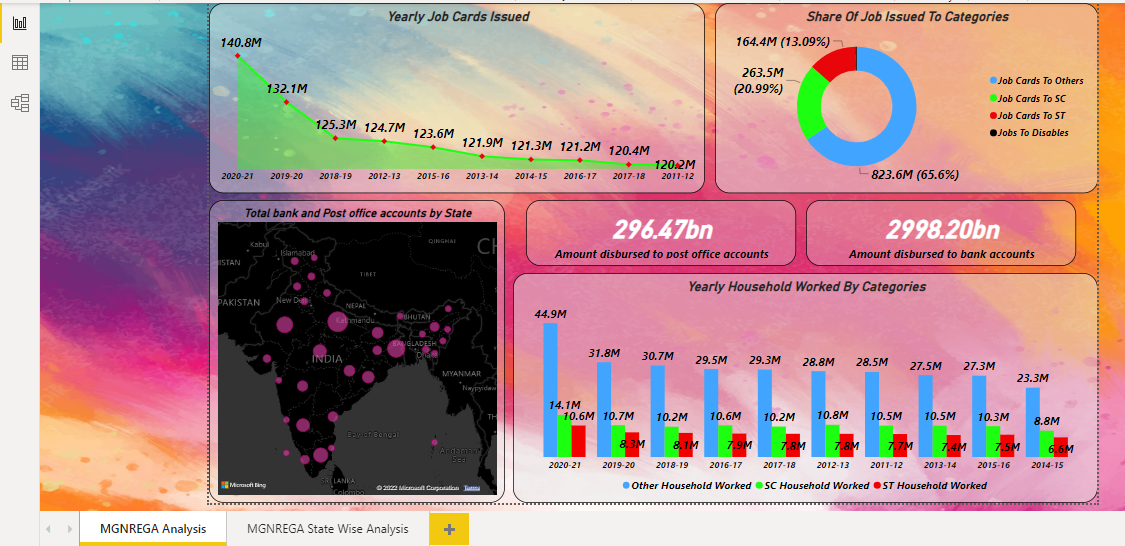 Yearly Job Cards Issued
140.8M
132.1M
125.3M
124.7M
123.6M
121.9M
121.3M
121.2M
120.4M
120.2M
2020-21
2019-20
2018-19
2012-13
2015-16
2013-14
2014-15
2016-17
2017-18
2011-12
Share Of Job Issued To Categories
164.4M (13.09%)
263.5M
(20.99%)
823.6M (65.6%)
Job Cards To Others
Job Cards To SC
Job Cards To ST
Jobs To Disables
Total bank and Post office accounts by State
Kabul
Islamabad
QINGHAI
CH
ISTAN
TIBET
PAKISTAN
New Del
NEPAL
Kathmandu
BHUTAN
BANGLADESH
Dhaka
INDIA
MYANMAR
Naypyidaw
TH
Bay of Bengal
Andaman
Sea
SRI LANKA
Colombo
Microsoft Bing
© 2022 Microsoft Corporation
Terms
296.47bn
Amount disbursed to post office accounts
2998.20bn
Amount disbursed to bank accounts
Yearly Household Worked By Categories
44.9M
31.8M
30.7M
29.5M
29.3M
28.8M
28.5M
27.5M
27.3M
23.3M
14.1M
10.6M
10.7M
8.3M
10.2M
8.1M
10.6M
7.9M
10.2M
7.8M
10.8M
7.8M
10.5M
7.7M
10.5M
7.4M
10.3M
7.5M
8.8M
6.6M
2020-21
2019-20
2018-19
2016-17
2017-18
2012-13
2011-12
2013-14
2015-16
2014-15
Other Household Worked
SC Household Worked
ST Household Worked
MGNREGA Analysis
MGNREGA State Wise Analysis